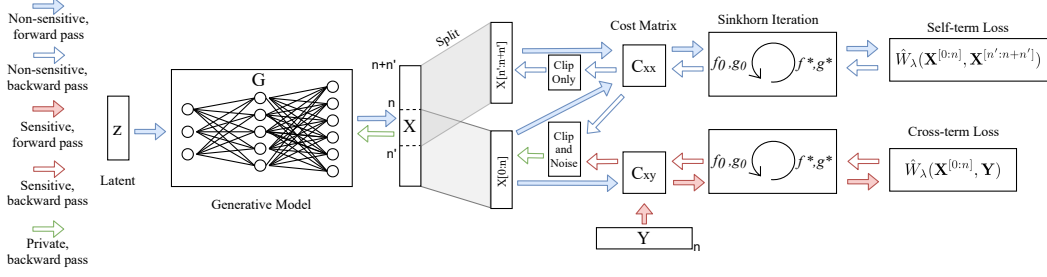 Non-sensitive,
forward pass
Non-sensitive,
backward pass
Sensitive,
forward pass
Sensitive,
backward pass
Private,
backward pass
z
Latent
G
Generative Model
n+n'
n
X
n'
Split
X[n':n+n']
X[0:n]
Clip
Only
Clip
and
Noise
Cost Matrix
Cxx
Cxy
Y
n
Sinkhorn Iteration
f0,g0 f*,g*
f0,g0 f*,g*
Self-term Loss
Ŵλ(X[0:n], X[n':n+n'])
Cross-term Loss
Ŵλ(X[0:n], Y)